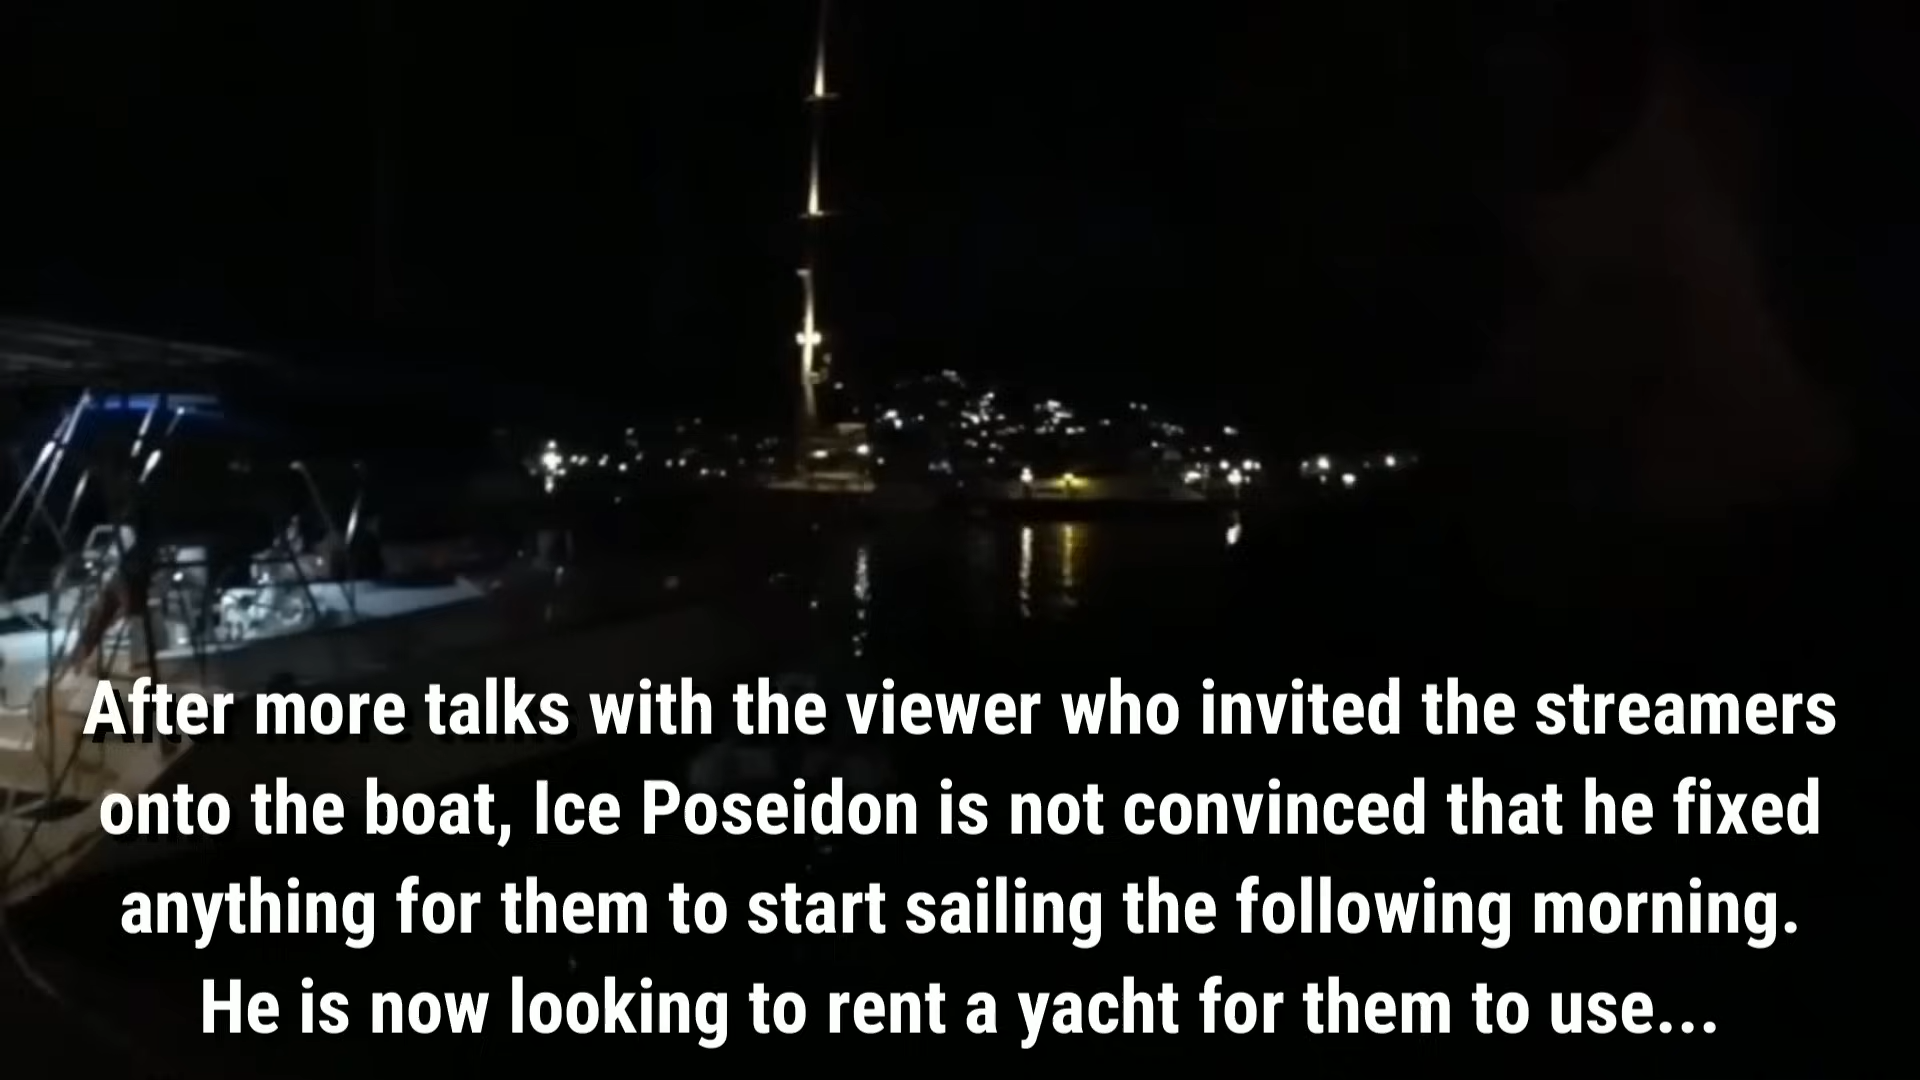 After more talks with the viewer who invited the streamers
onto the boat, Ice Poseidon is not convinced that he fixed
anything for them to start sailing the following morning.
He is now looking to rent a yacht for them to use...